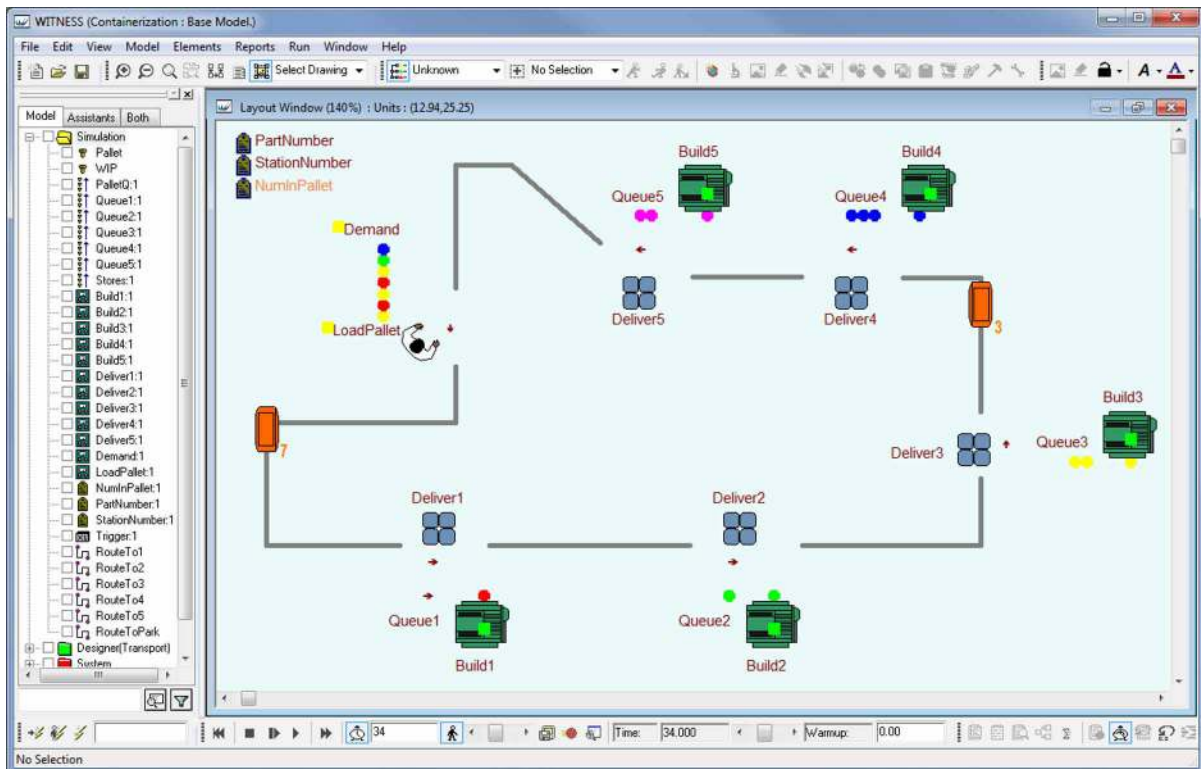 WITNESS (Containerization : Base Model.)
File Edit View Model Elements Reports Run Window Help
Select Drawing Unknown No Selection A A
Layout Window (140%) : Units : (12.94,25.25)
Model Assistants Both
Simulation
Pallet
WIP
PalletQ:1
Queue1:1
Queue2:1
Queue3:1
Queue4:1
Queue5:1
Stores:1
Build1:1
Build2:1
Build3:1
Build4:1
Build5:1
Deliver1:1
Deliver2:1
Deliver3:1
Deliver4:1
Deliver5:1
Demand:1
LoadPallet:1
NumInPallet:1
PartNumber:1
StationNumber:1
Trigger:1
RouteTo1
RouteTo2
RouteTo3
RouteTo4
RouteTo5
RouteToPark
Designer(Transport)
System
PartNumber
StationNumber
NumInPallet
Build5
Build4
Queue5
Queue4
Demand
Deliver5
Deliver4
LoadPallet
3
Build3
Queue3
Deliver3
7
Deliver1
Deliver2
Queue1
Queue2
Build1
Build2
34 Time: 34.000 Warmup: 0.00
No Selection